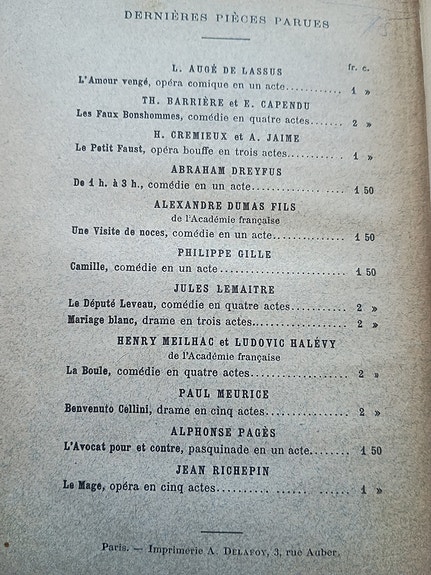 DERNIÈRES PIÈCES PARUES
fr. c.
L. AUGÉ DE LASSUS
L'Amour vengé, opéra comique en un acte............ 1 »
TH. BARRIÈRE et E. CAPENDU
Les Faux Bonshommes, comédie en quatre actes....... 2 »
H. CREMIEUX et A. JAIME
Le Petit Faust, opéra bouffe en trois actes............ 1 »
ABRAHAM DREYFUS
De 1 h. à 3 h., comédie en un acte................... 1 50
ALEXANDRE DUMAS FILS
de l'Académie française
Une Visite de noces, comédie en un acte............... 1 50
PHILIPPE GILLE
Camille, comédie en un acte ......................... 1 50
JULES LEMAITRE
Le Député Leveau, comédie en quatre actes........... 2 »
Mariage blanc, drame en trois actes.................. 2 »
HENRY MEILHAC et LUDOVIC HALÉVY
de l'Académie française
La Boule, comédie en quatre actes.................... 2 »
PAUL MEURICE
Benvenuto Cellini, drame en cinq actes................ 2 »
ALPHONSE PAGÈS
L'Avocat pour et contre, pasquinade en un acte........ 1 50
JEAN RICHEPIN
Le Mage, opéra en cinq actes......................... 1 »
Paris. — Imprimerie A. DELAFOY, 3, rue Auber.